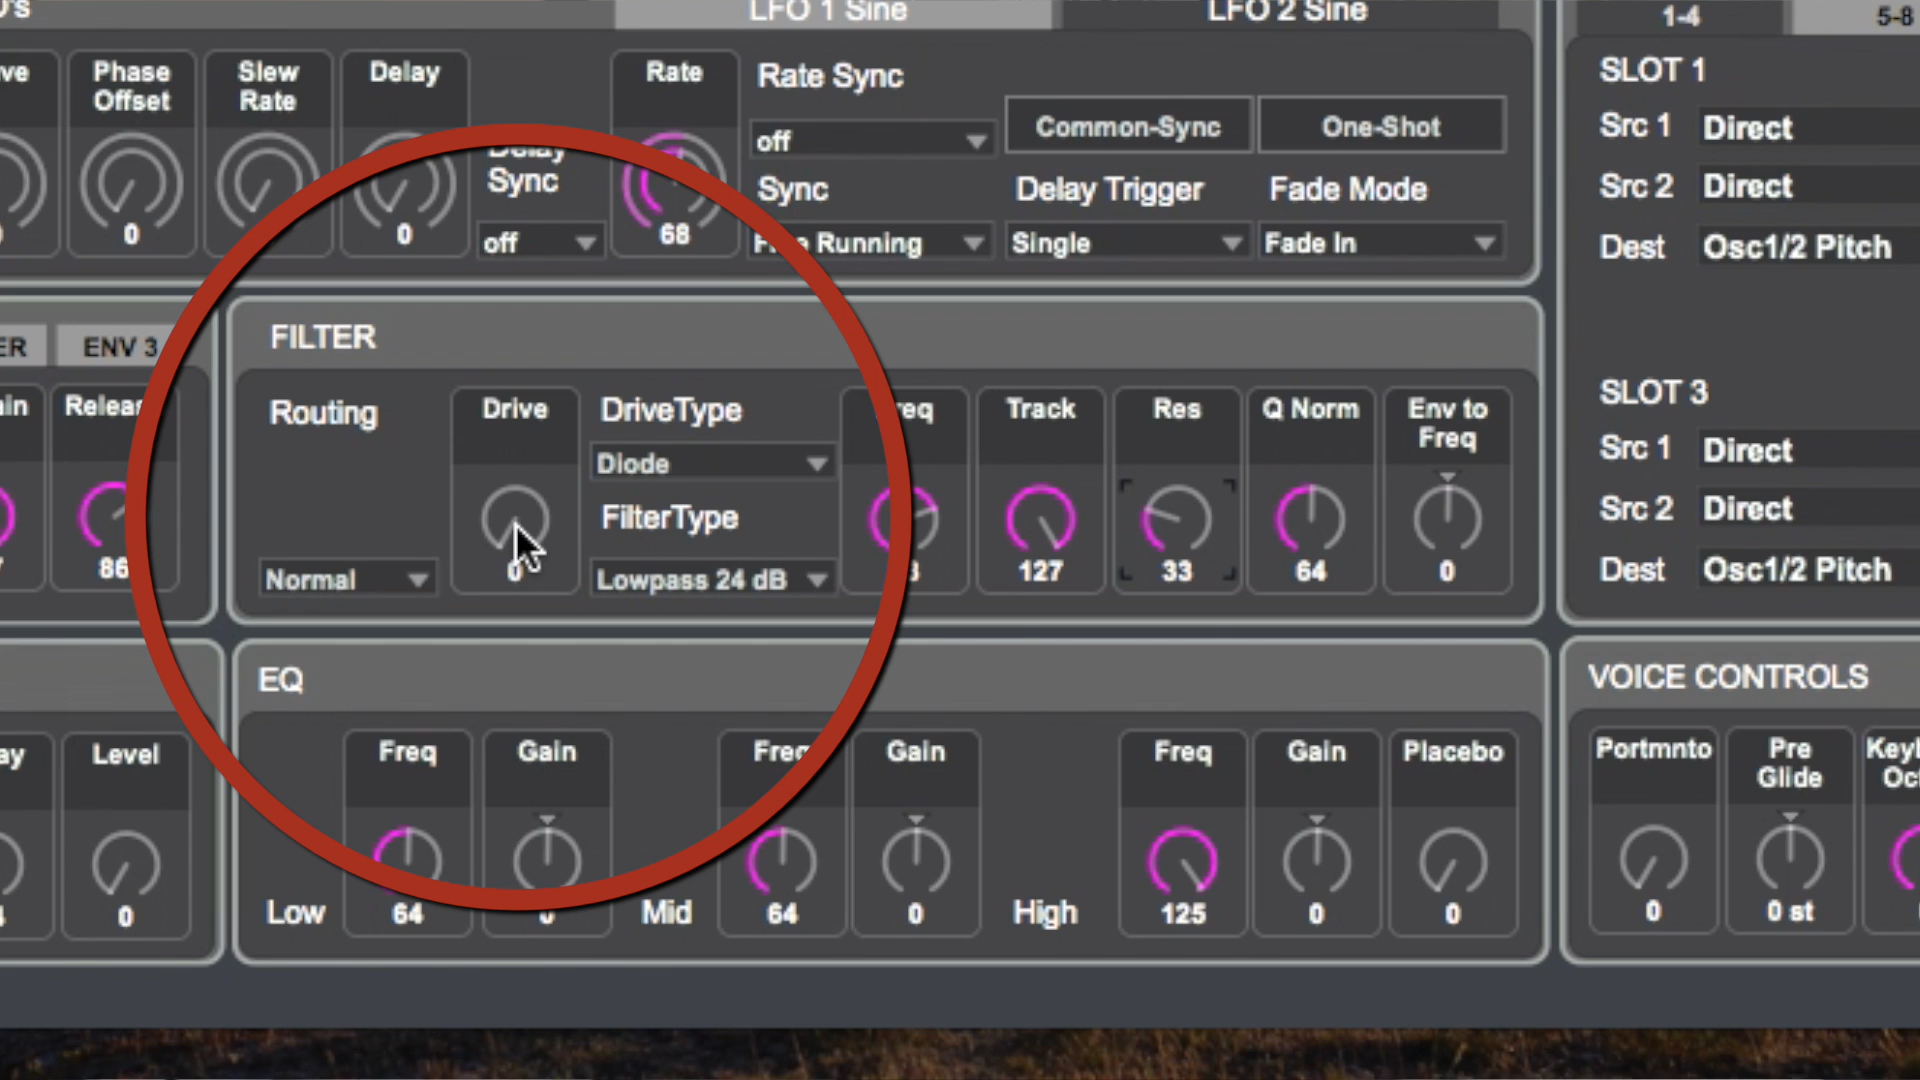 LFO 1 Sine
LFO 2 Sine
1-4
5-8
Phase
Offset
0
Slew
Rate
Delay
0
Delay
Sync
off
Rate
68
Rate Sync
off
Sync
Running
Common-Sync
One-Shot
Delay Trigger
Single
Fade Mode
Fade In
SLOT 1
Src 1 Direct
Src 2 Direct
Dest Osc1/2 Pitch
ENV 3
86
FILTER
Routing
Normal
Drive
0
DriveType
Diode
FilterType
Lowpass 24 dB
Track
127
Res
33
Q Norm
64
Env to
Freq
0
SLOT 3
Src 1 Direct
Src 2 Direct
Dest Osc1/2 Pitch
Level
0
EQ
Low
Freq
64
Gain
0
Mid
Freq
64
Gain
0
High
Freq
125
Gain
0
Placebo
0
VOICE CONTROLS
Portmnto
0
Pre
Glide
0 st